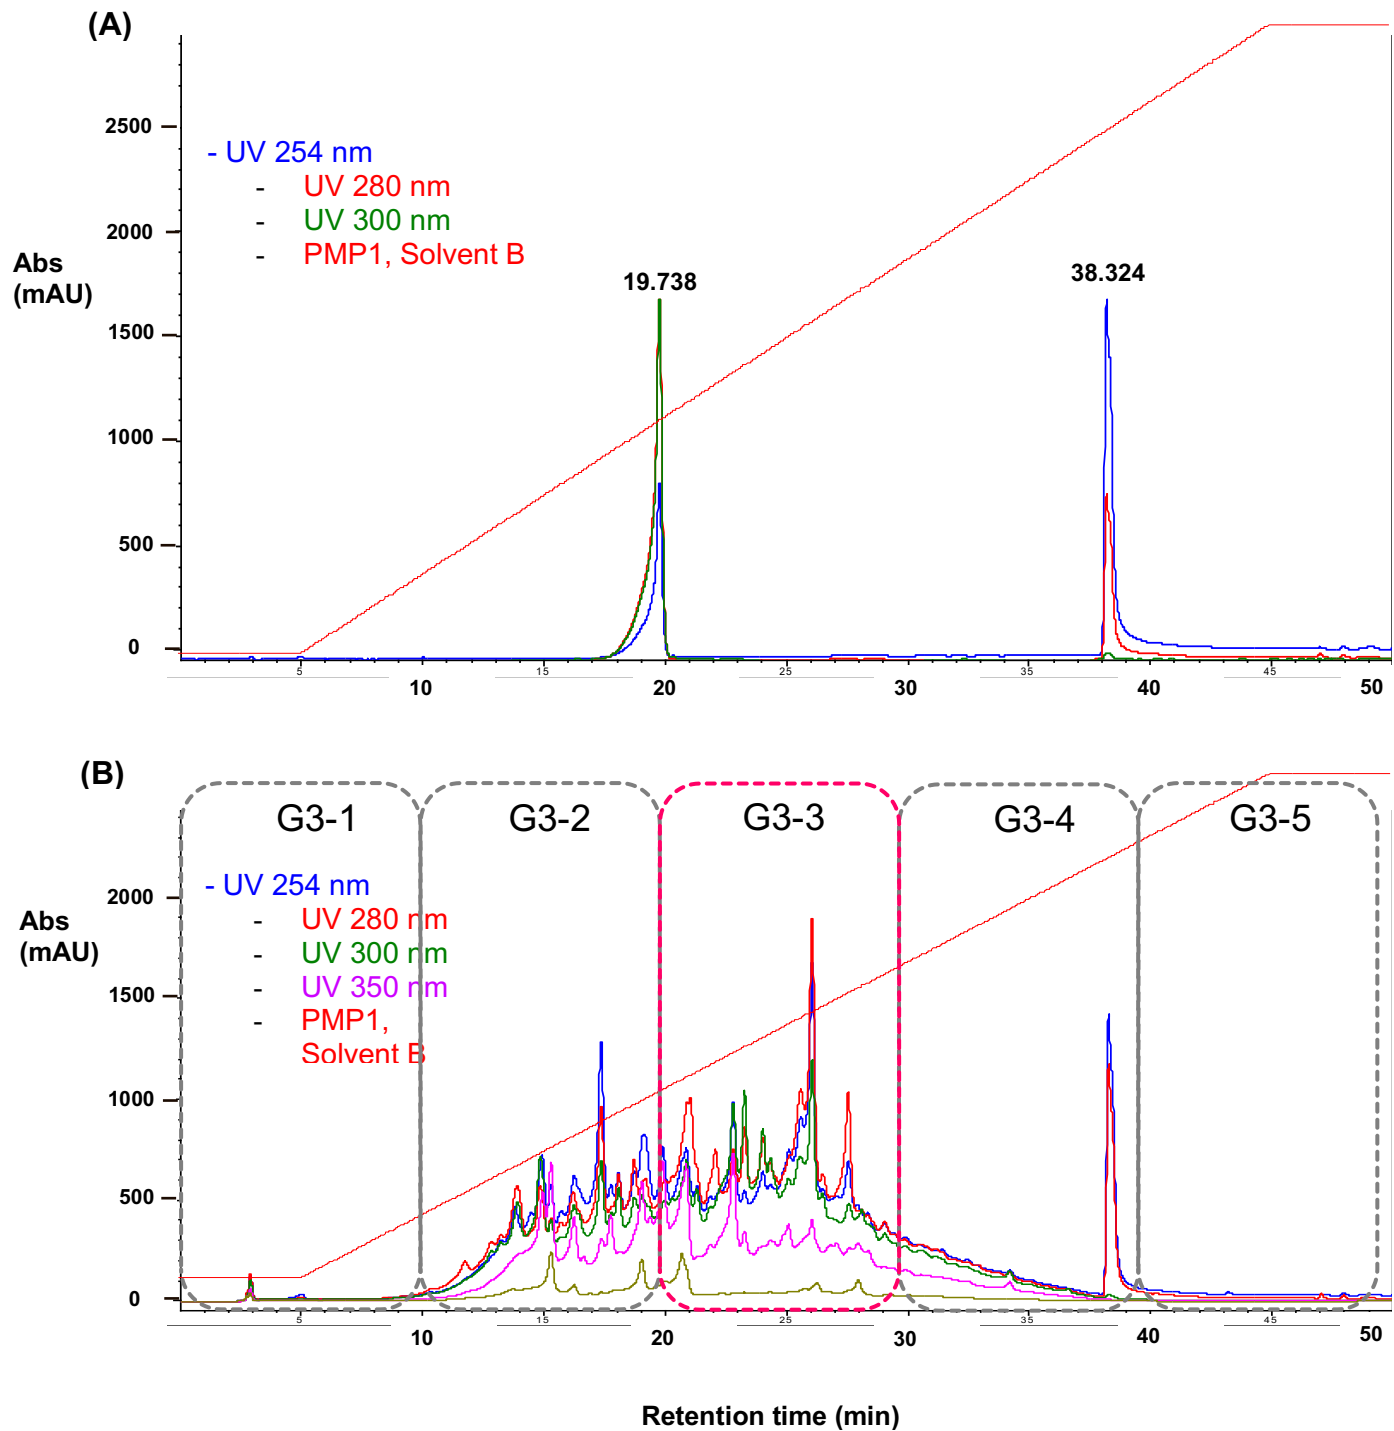 (A)
2500
- UV 254 nm
- UV 280 nm
2000
- UV 300 nm
Abs
(mAU)
- PMP1, Solvent B
19.738
38.324
1500
1000
500
0
5
10
15
20
25
30
35
40
45
50
(B)
G3-1
G3-2
G3-3
G3-4
G3-5
- UV 254 nm
2000
Abs
(mAU)
- UV 280 nm
- UV 300 nm
- UV 350 nm
1500
- PMP1,
Solvent B
1000
500
0
5
10
15
20
25
30
35
40
45
50
Retention time (min)